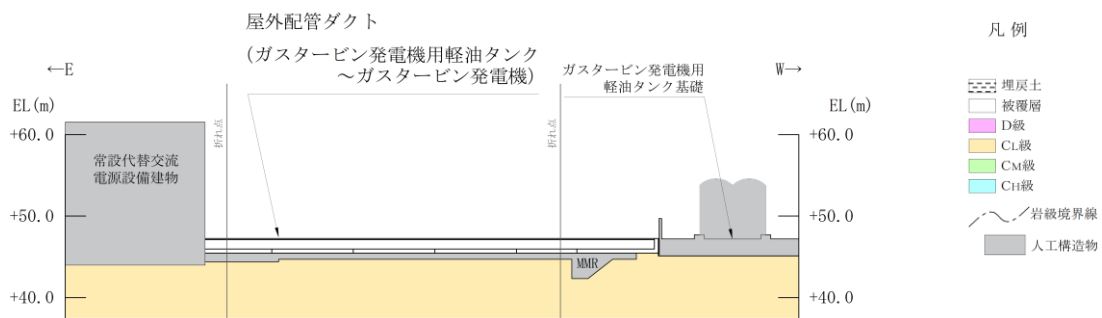 屋外配管ダクト
(ガスタービン発電機用軽油タンク
～ガスタービン発電機)
←E
EL(m)
+60.0
+50.0
+40.0
常設代替交流
電源設備建物
折れ点
折れ点
ガスタービン発電機用
軽油タンク基礎
MMR
W→
EL(m)
+60.0
+50.0
+40.0
凡例
埋戻土
被覆層
D級
CL級
CM級
CH級
岩級境界線
人工構造物